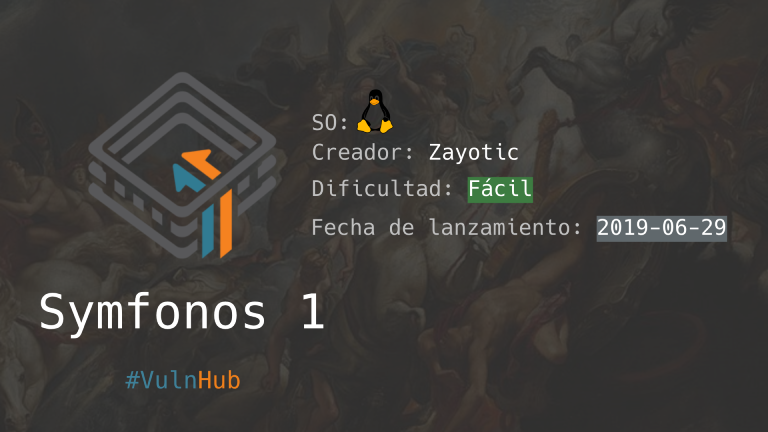 SO:
Creador: Zayotic
Dificultad: Fácil
Fecha de lanzamiento: 2019-06-29
Symfonos 1
#VulnHub